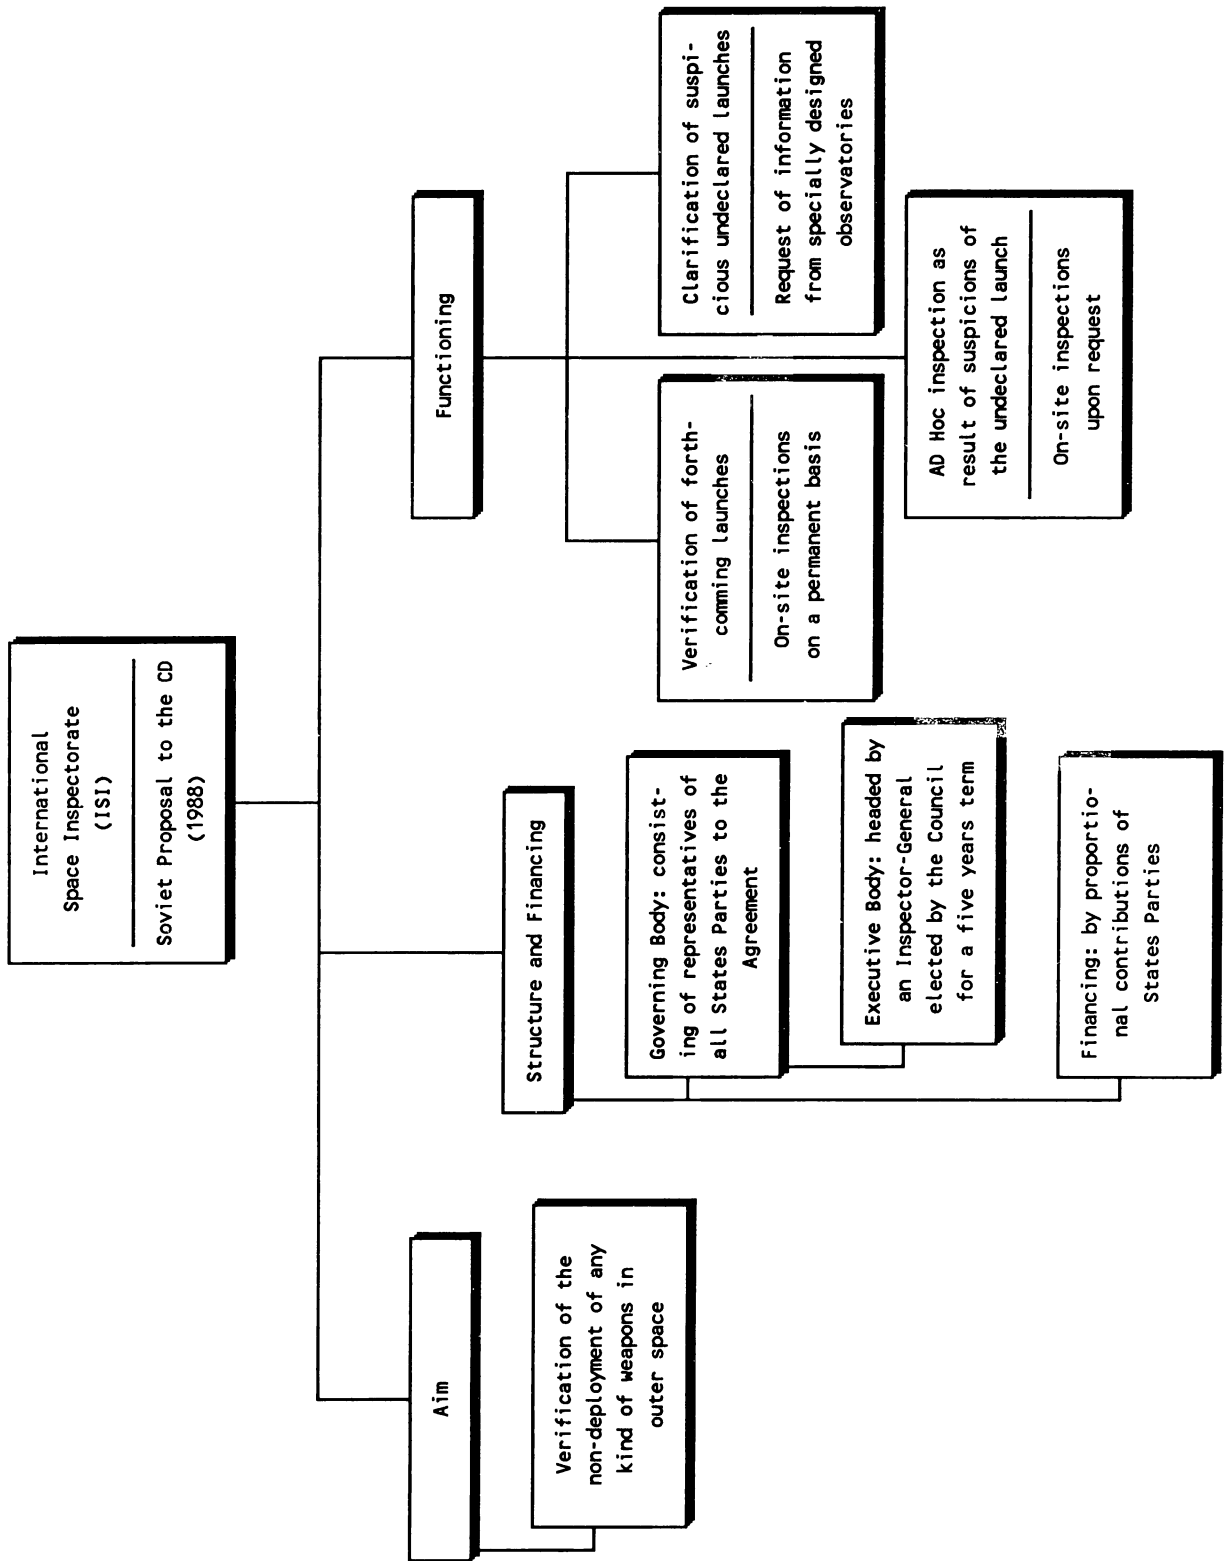 International
Space Inspectorate
(ISI)
Soviet Proposal to the CD
(1988)
Aim
Verification of the
non-deployment of any
kind of weapons in
outer space
Structure and Financing
Governing Body: consist-
ing of representatives of
all States Parties to the
Agreement
Executive Body: headed by
an Inspector-General
elected by the Council
for a five years term
Financing: by proportio-
nal contributions of
States Parties
Functioning
Verification of forth-
comming launches
On-site inspections
on a permanent basis
Clarification of suspi-
cious undeclared launches
Request of information
from specially designed
observatories
AD Hoc inspection as
result of suspicions of
the undeclared launch
On-site inspections
upon request